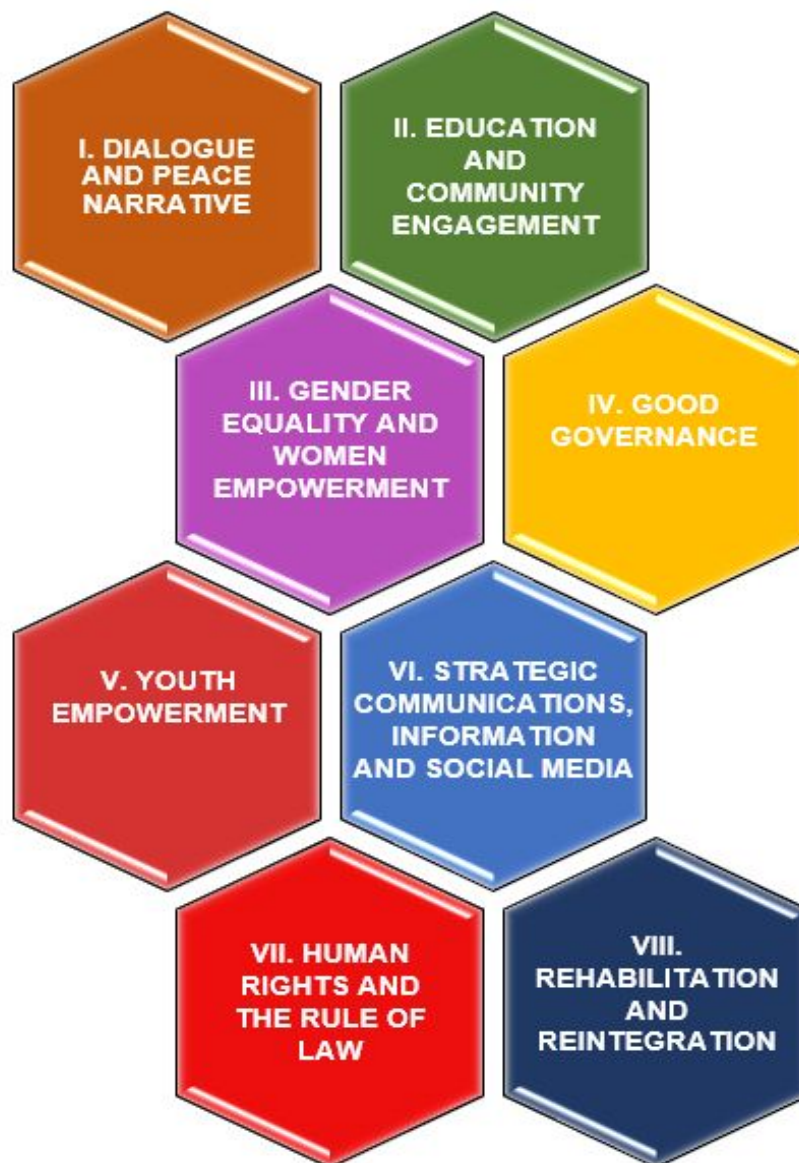 I. DIALOGUE
AND PEACE
NARRATIVE
II. EDUCATION
AND
COMMUNITY
ENGAGEMENT
III. GENDER
EQUALITY AND
WOMEN
EMPOWERMENT
IV. GOOD
GOVERNANCE
V. YOUTH
EMPOWERMENT
VI. STRATEGIC
COMMUNICATIONS,
INFORMATION
AND SOCIAL MEDIA
VII. HUMAN
RIGHTS AND
THE RULE OF
LAW
VIII.
REHABILITATION
AND
REINTEGRATION